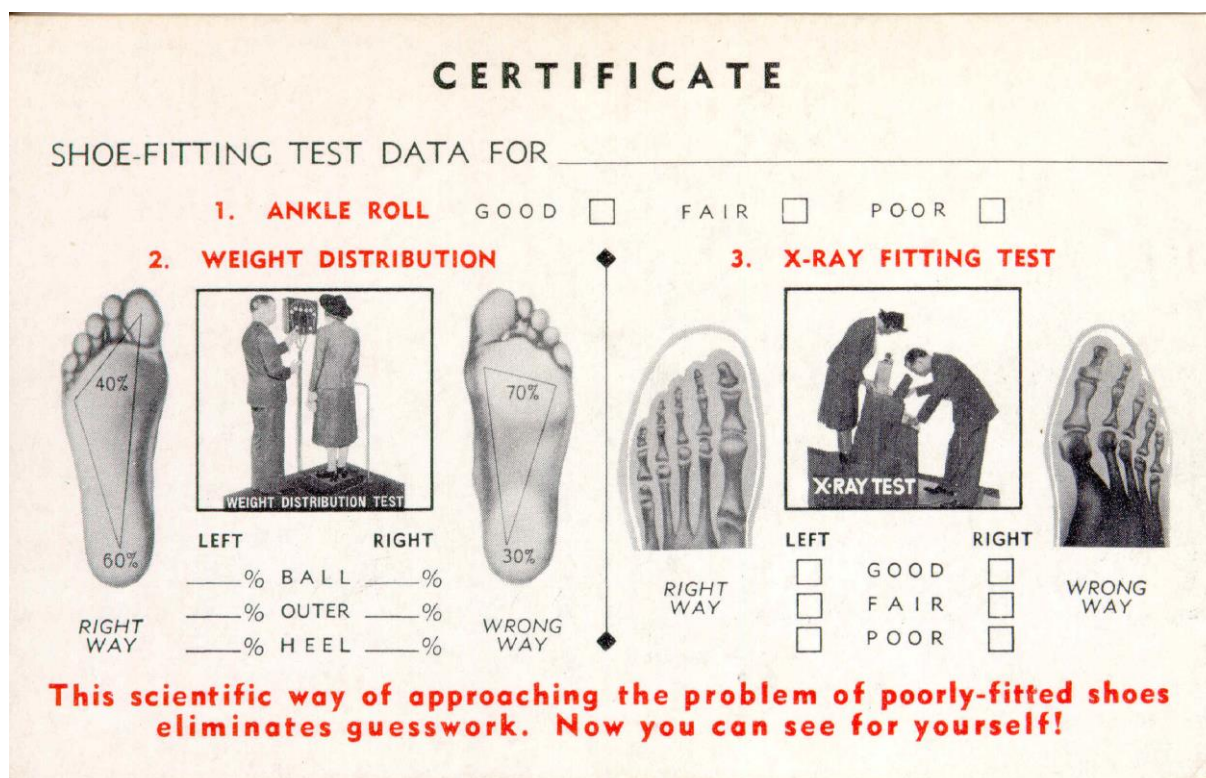 CERTIFICATE
SHOE-FITTING TEST DATA FOR
1. ANKLE ROLL GOOD FAIR POOR
2. WEIGHT DISTRIBUTION
40%
60%
RIGHT WAY
WEIGHT DISTRIBUTION TEST
70%
30%
WRONG WAY
LEFT RIGHT
% BALL %
% OUTER %
% HEEL %
3. X-RAY FITTING TEST
RIGHT WAY
X-RAY TEST
WRONG WAY
LEFT RIGHT
GOOD
FAIR
POOR
This scientific way of approaching the problem of poorly-fitted shoes
eliminates guesswork. Now you can see for yourself!